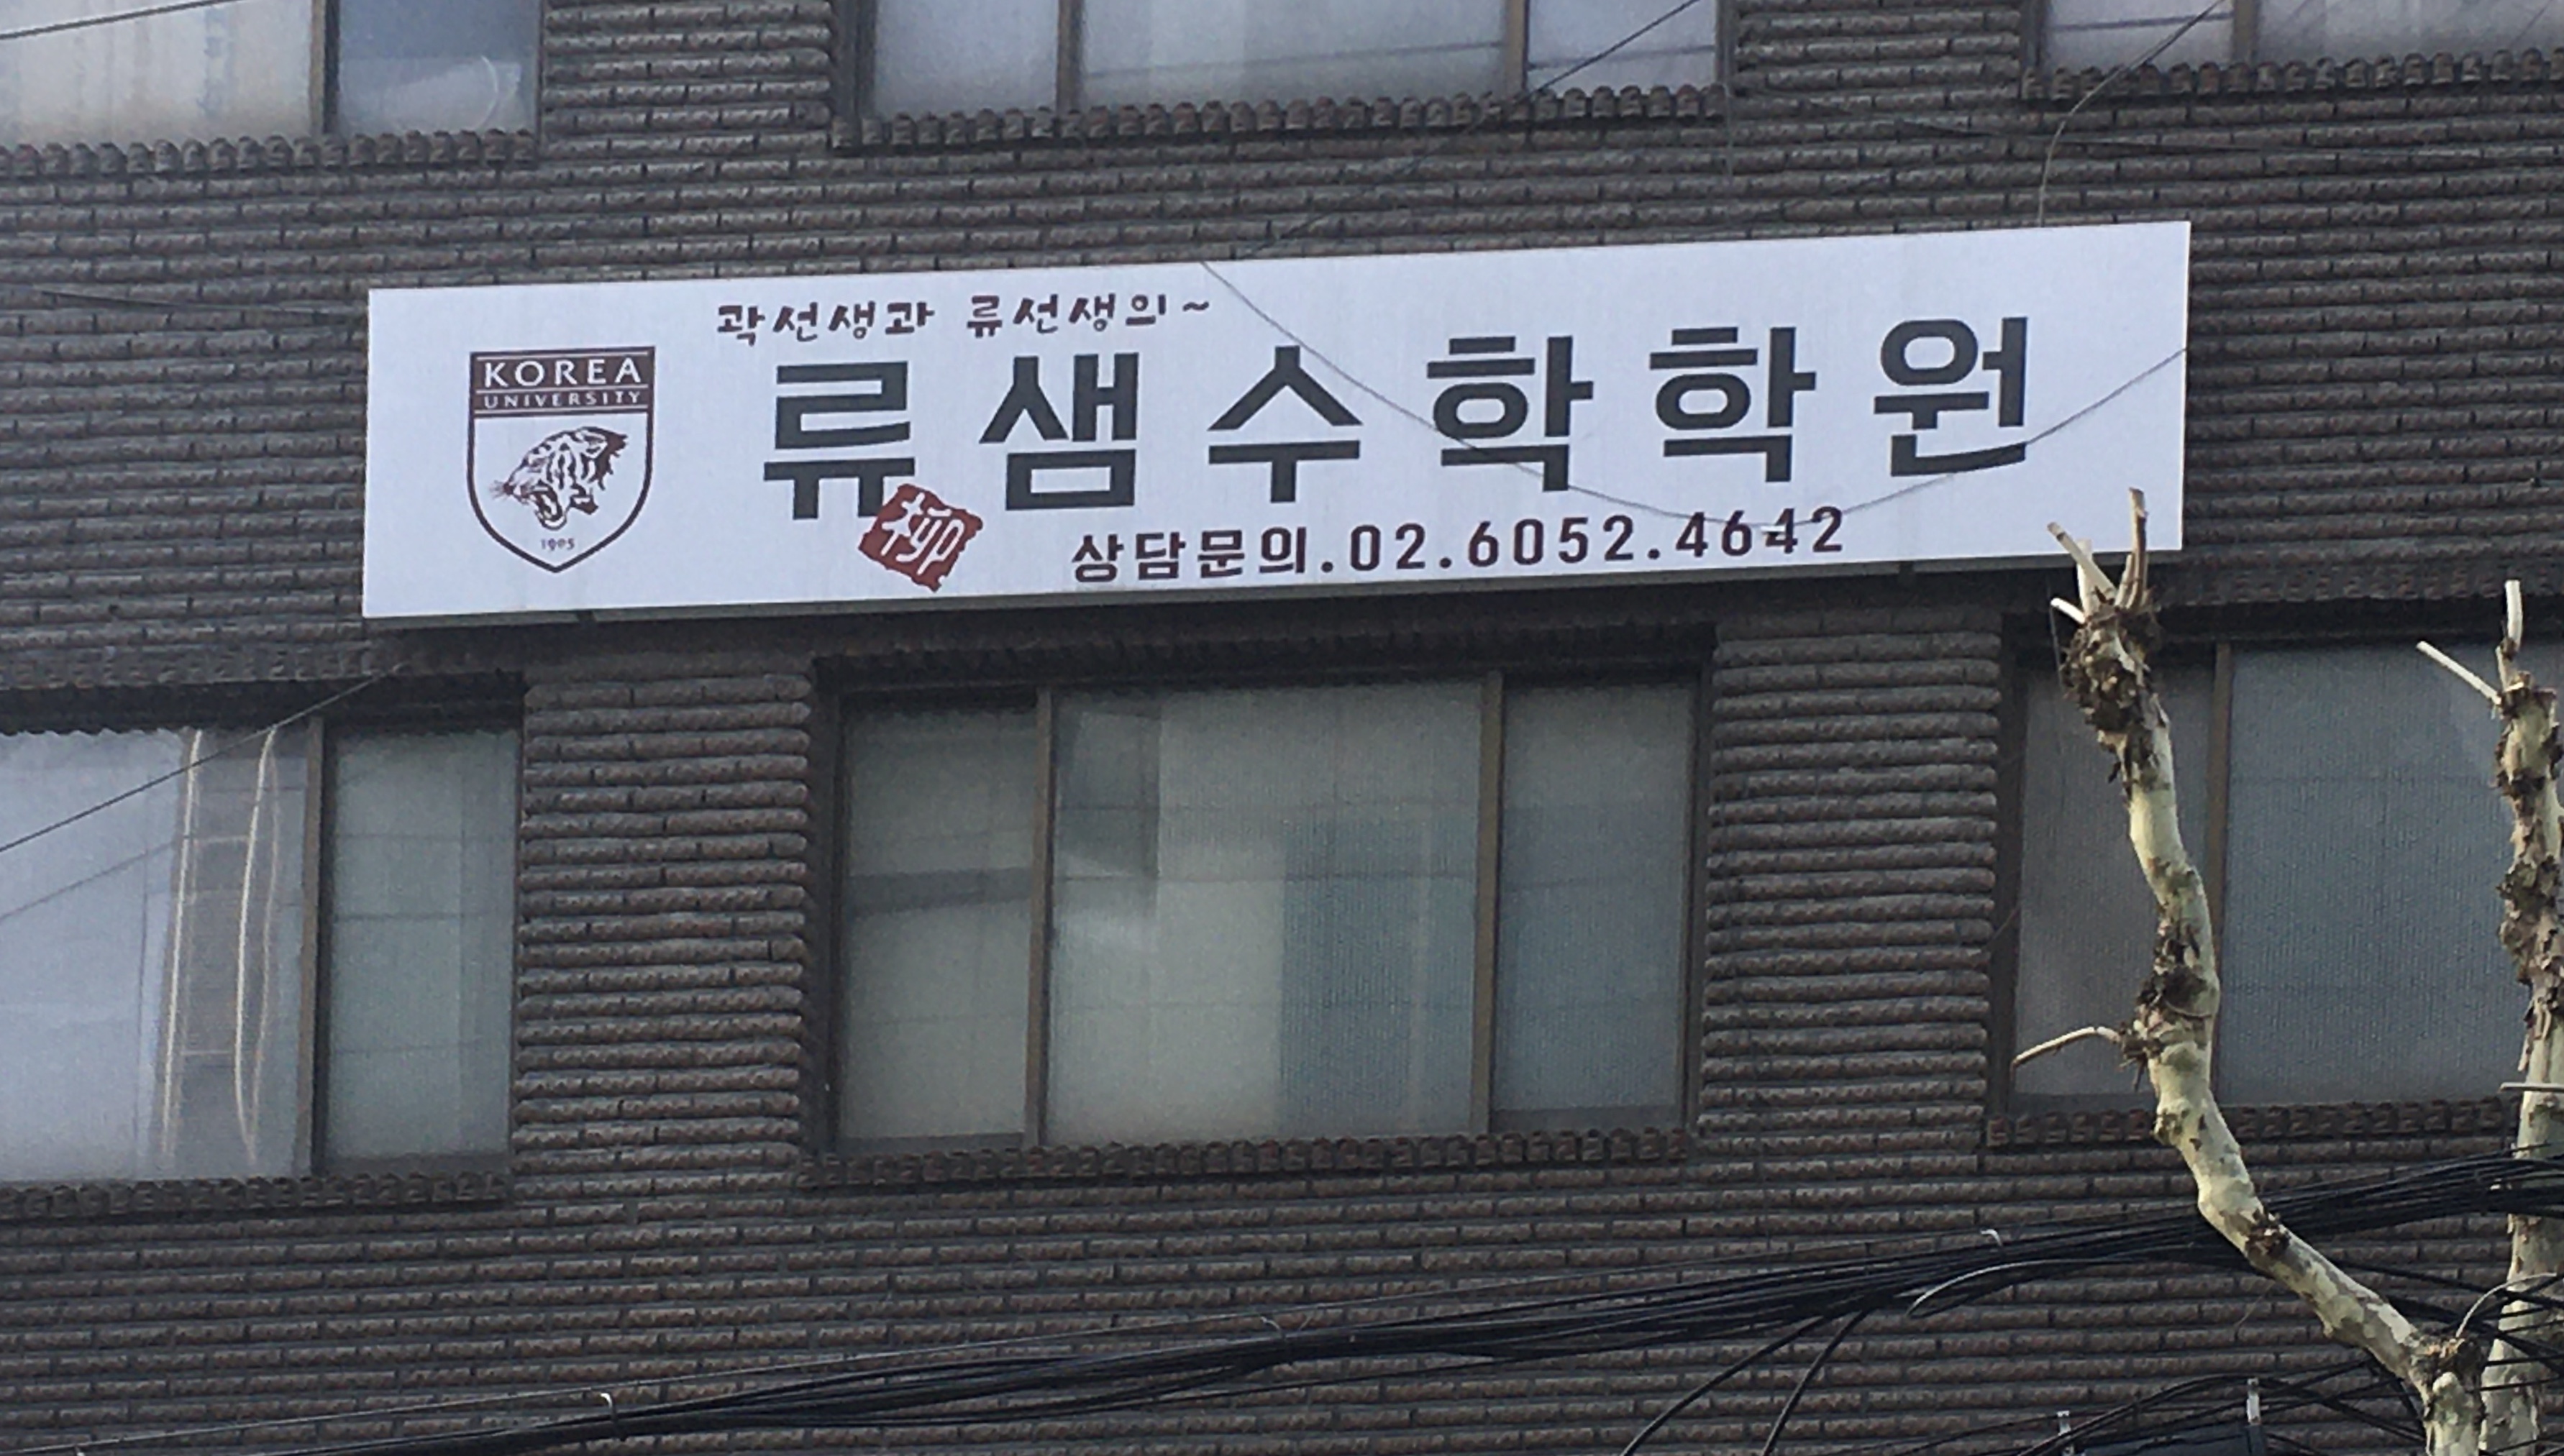 KOREA
UNIVERSITY
1905
곽선생과 류선생의~
류샘수학학원
柳
상담문의.02.6052.4642